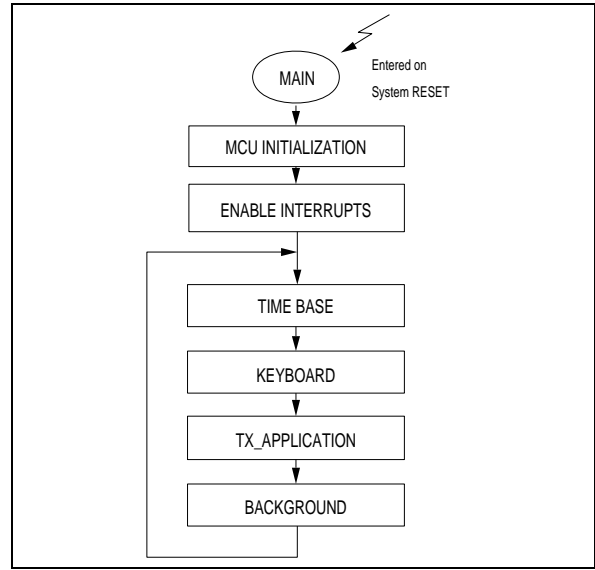 MAIN
Entered on
System RESET
MCU INITIALIZATION
ENABLE INTERRUPTS
TIME BASE
KEYBOARD
TX_APPLICATION
BACKGROUND